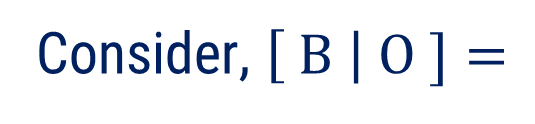 Consider, [ B | O ] =